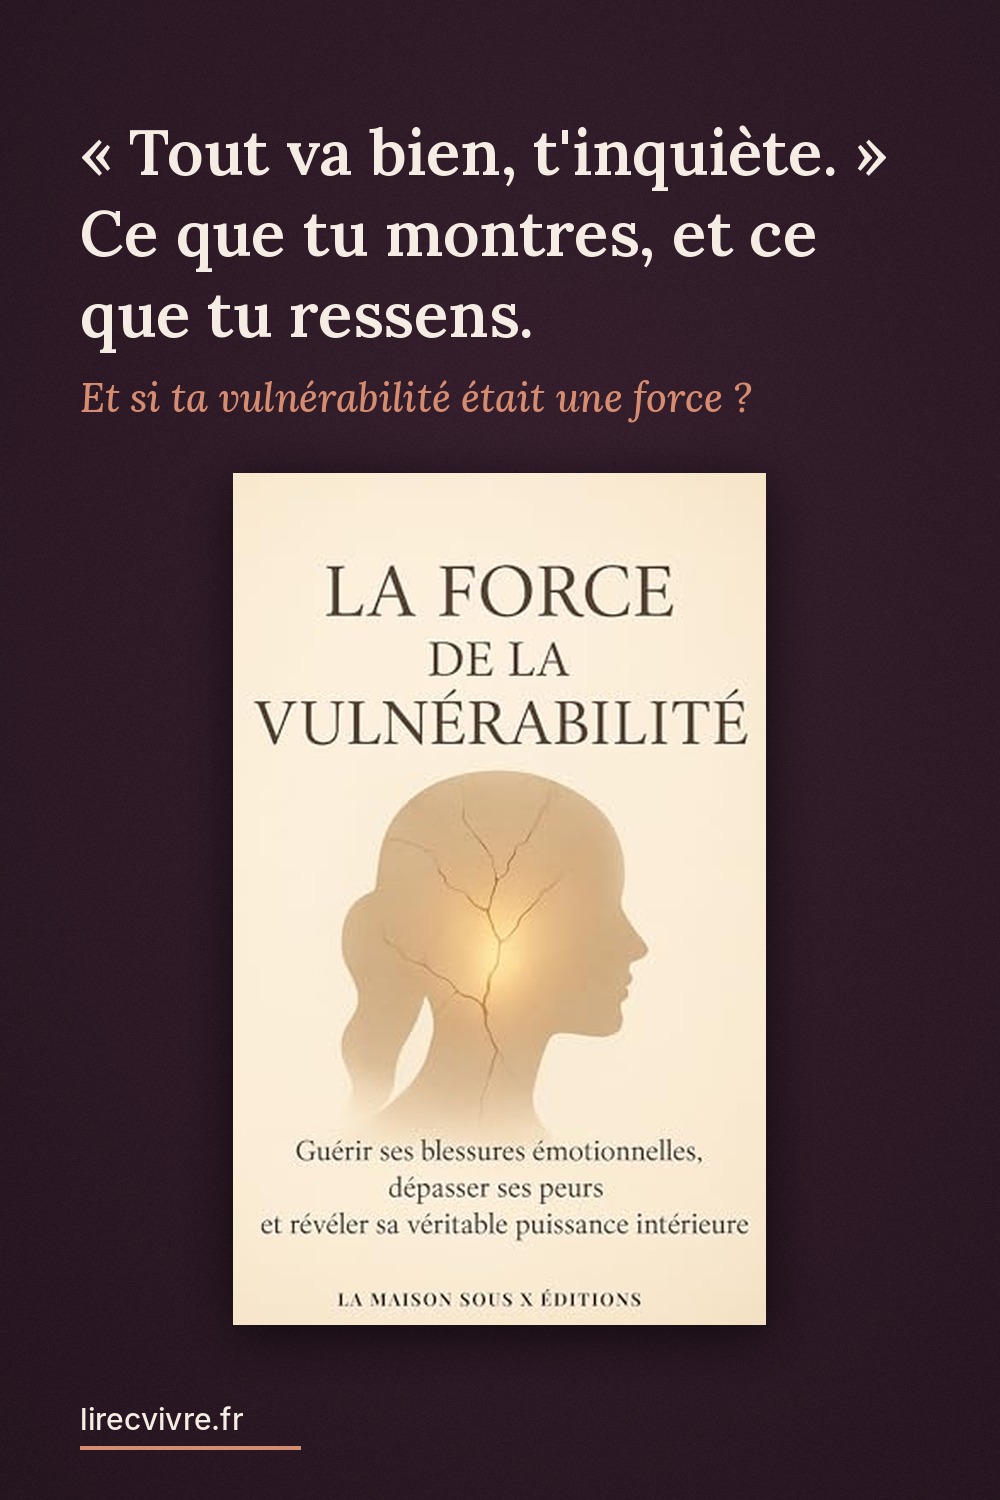 « Tout va bien, t'inquiète. »
Ce que tu montres, et ce
que tu ressens.
Et si ta vulnérabilité était une force ?
LA FORCE
DE LA
VULNÉRABILITÉ
Guérir ses blessures émotionnelles,
dépasser ses peurs
et révéler sa véritable puissance intérieure
LA MAISON SOUS X ÉDITIONS
lirecvivre.fr